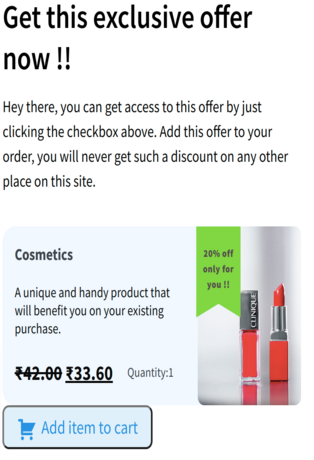 Get this exclusive offer
now !!
Hey there, you can get access to this offer by just
clicking the checkbox above. Add this offer to your
order, you will never get such a discount on any other
place on this site.
Cosmetics
A unique and handy product that
will benefit you on your existing
purchase.
₹42.00 ₹33.60 Quantity:1
20% off
only for
you !!
CLINIQUE
Add item to cart